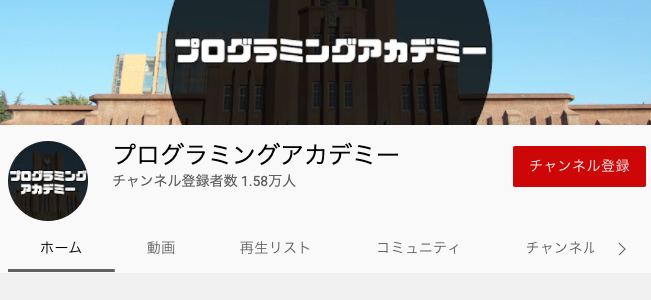 プログラミングアカデミー
プログラミング
アカデミー
プログラミングアカデミー
チャンネル登録者数 1.58万人
チャンネル登録
ホーム 動画 再生リスト コミュニティ チャンネル